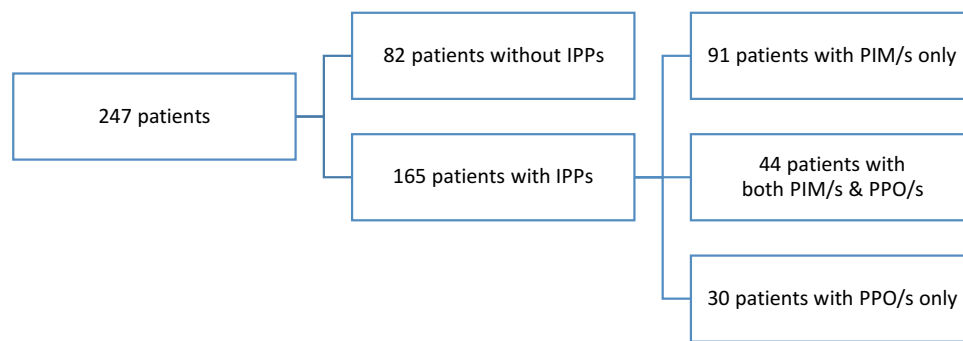 247 patients
82 patients without IPPs
165 patients with IPPs
91 patients with PIM/s only
44 patients with
both PIM/s & PPO/s
30 patients with PPO/s only